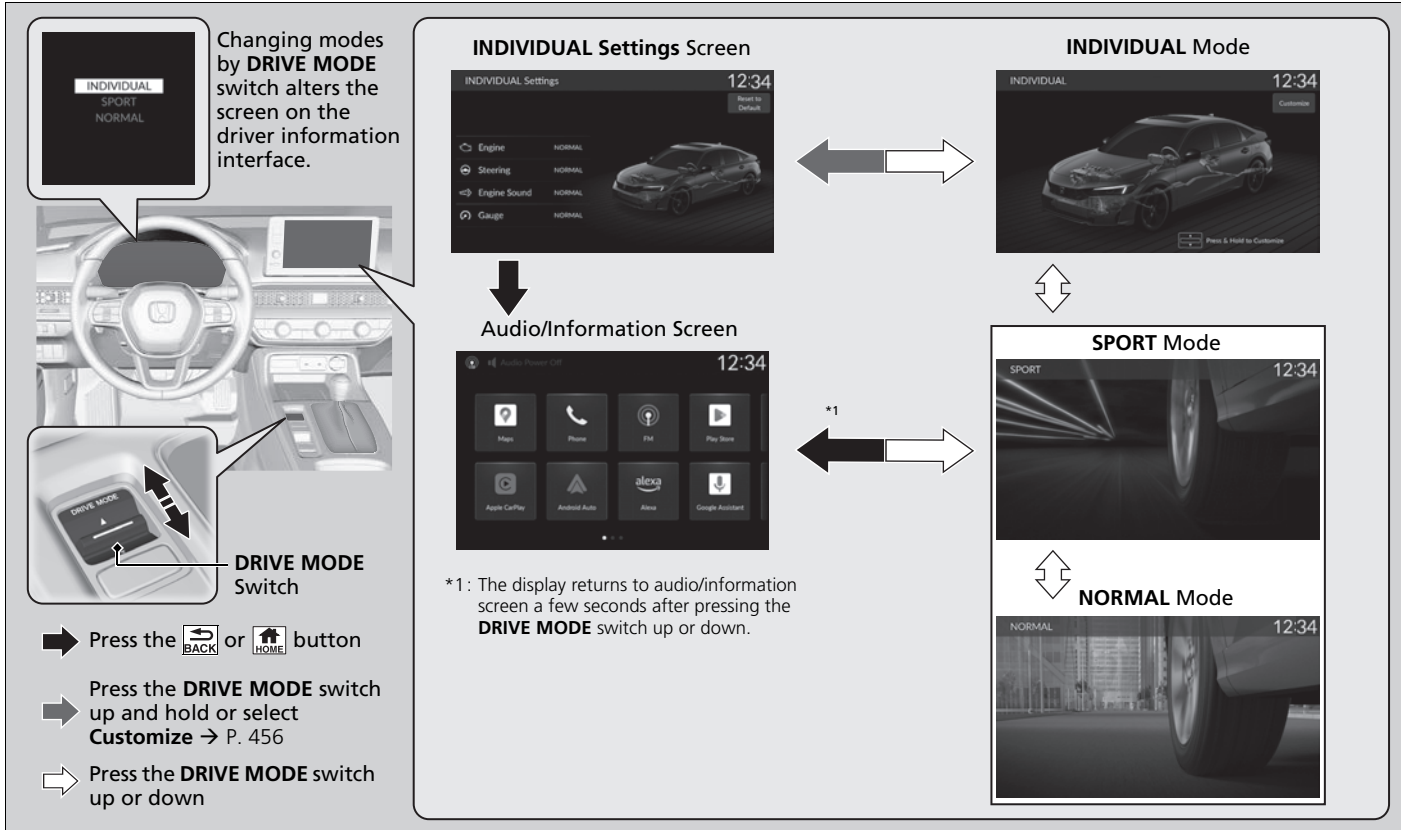 INDIVIDUAL
SPORT
NORMAL
Changing modes
by DRIVE MODE
switch alters the
screen on the
driver information
interface.
DRIVE MODE
DRIVE MODE
Switch
Press the BACK or HOME button
Press the DRIVE MODE switch
up and hold or select
Customize → P. 456
Press the DRIVE MODE switch
up or down
INDIVIDUAL Settings Screen
INDIVIDUAL Settings 12:34
Reset to
Default
Engine NORMAL
Steering NORMAL
Engine Sound NORMAL
Gauge NORMAL
Audio/Information Screen
Audio Power Off 12:34
Maps Phone FM Play Store
alexa
Apple CarPlay Android Auto Alexa Google Assistant
*1: The display returns to audio/information
screen a few seconds after pressing the
DRIVE MODE switch up or down.
*1
INDIVIDUAL Mode
INDIVIDUAL 12:34
Customize
Press & Hold to Customize
SPORT Mode
SPORT 12:34
NORMAL Mode
NORMAL 12:34